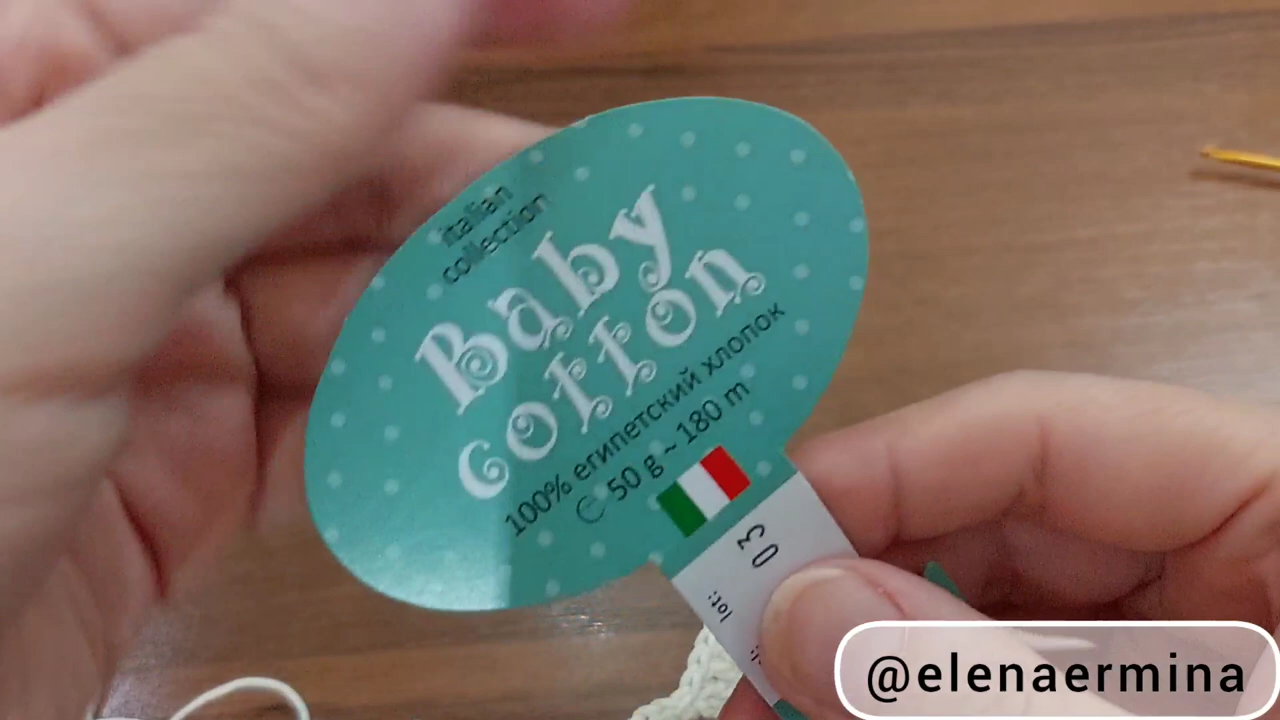 italian
collection
Baby
cotton
100% египетский хлопок
50 g ~ 180 m
03
lot:
@elenaermina